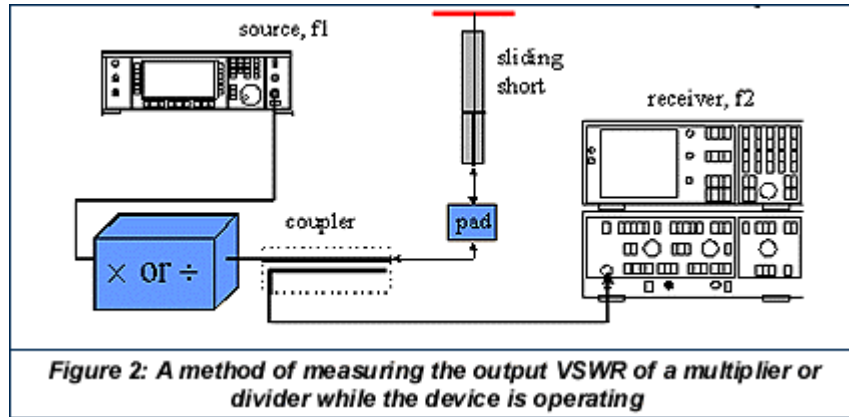 source, f1
sliding
short
receiver, f2
coupler
pad
× or ÷
Figure 2: A method of measuring the output VSWR of a multiplier or
divider while the device is operating